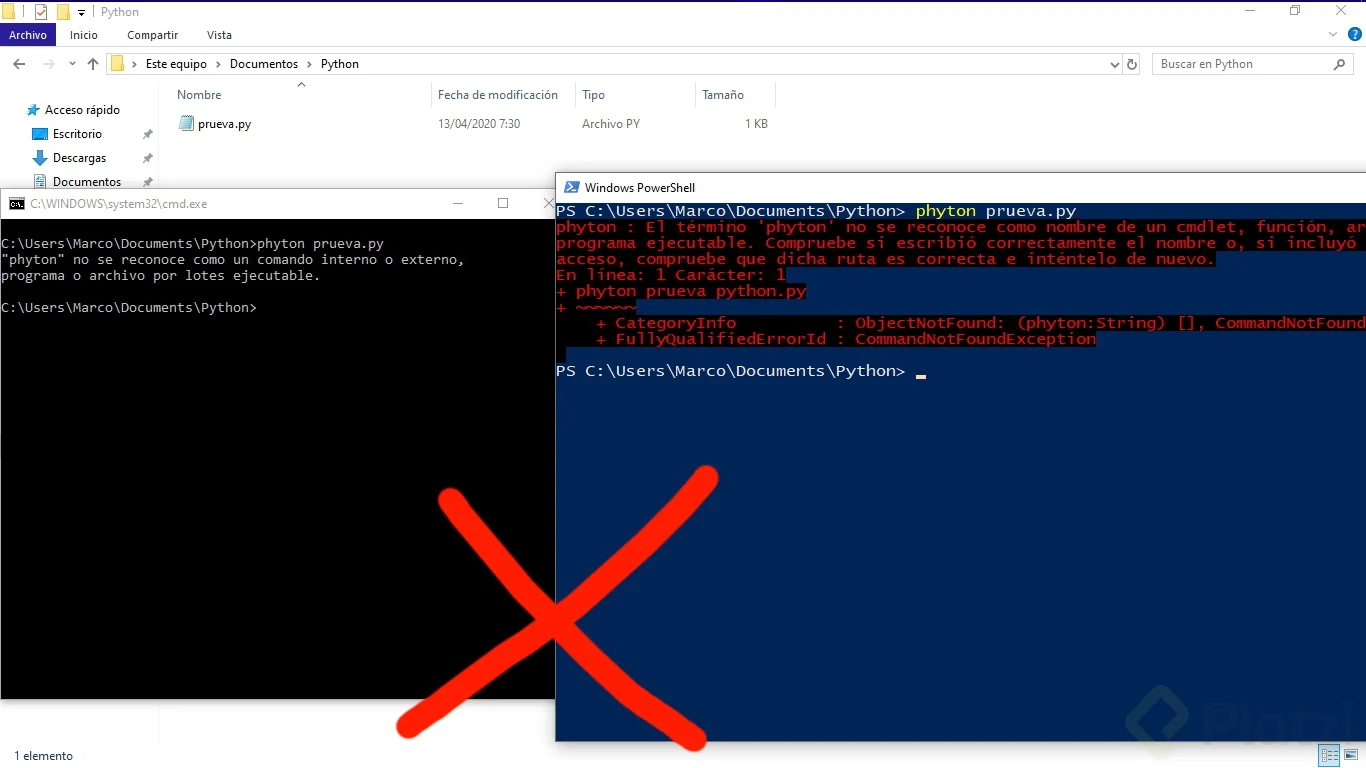 Python
Archivo Inicio Compartir Vista
Este equipo Documentos Python
Buscar en Python
Nombre Fecha de modificación Tipo Tamaño
Acceso rápido
prueva.py 13/04/2020 7:30 Archivo PY 1 KB
Escritorio
Descargas
Documentos
C:\WINDOWS\system32\cmd.exe
C:\Users\Marco\Documents\Python>phyton prueva.py
"phyton" no se reconoce como un comando interno o externo,
programa o archivo por lotes ejecutable.
C:\Users\Marco\Documents\Python>
Windows PowerShell
PS C:\Users\Marco\Documents\Python> phyton prueva.py
phyton : El término 'phyton' no se reconoce como nombre de un cmdlet, función, ar
programa ejecutable. Compruebe si escribió correctamente el nombre o, si incluyó
acceso, compruebe que dicha ruta es correcta e inténtelo de nuevo.
En línea: 1 Carácter: 1
+ phyton prueva python.py
+ ~~~~~~
+ CategoryInfo : ObjectNotFound: (phyton:String) [], CommandNotFound
+ FullyQualifiedErrorId : CommandNotFoundException
PS C:\Users\Marco\Documents\Python>
Platzi
1 elemento